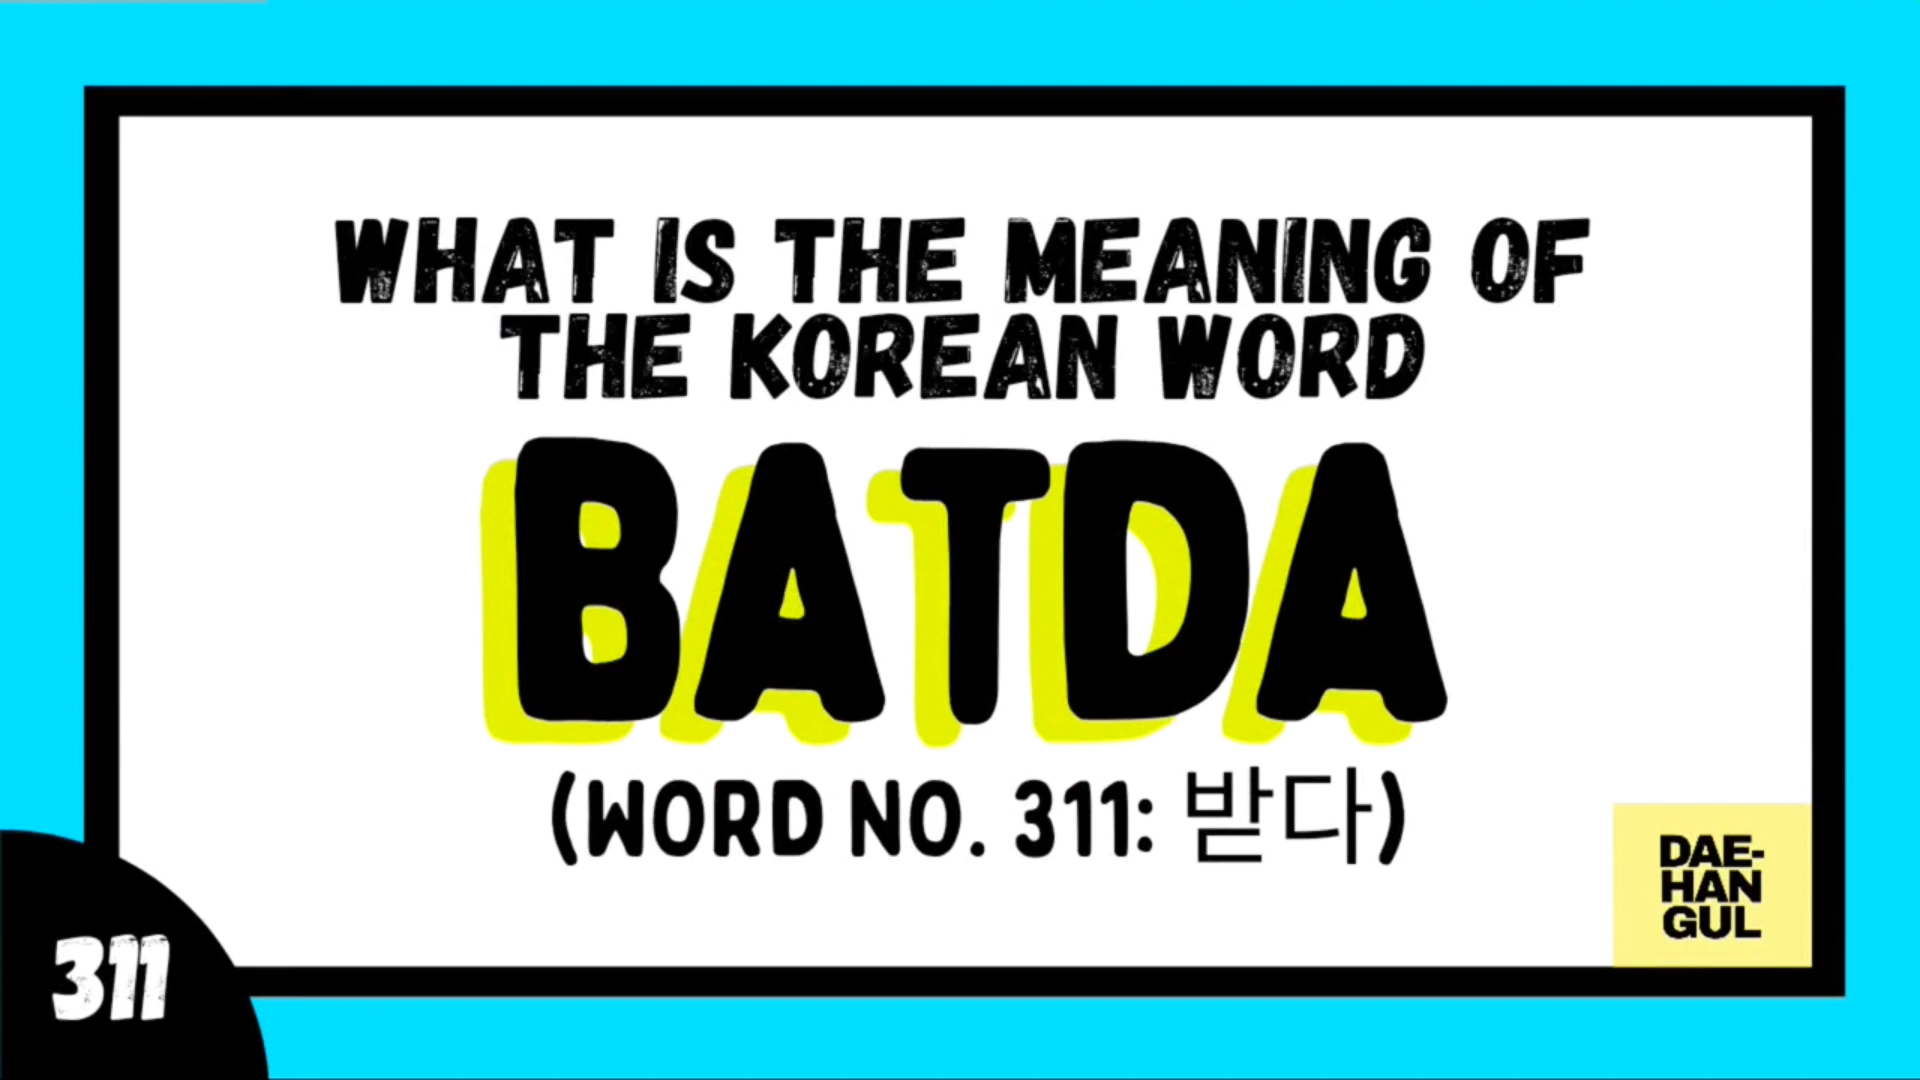 WHAT IS THE MEANING OF
THE KOREAN WORD
BATDA
(WORD NO. 311: 받다)
DAE-
HAN
GUL
311